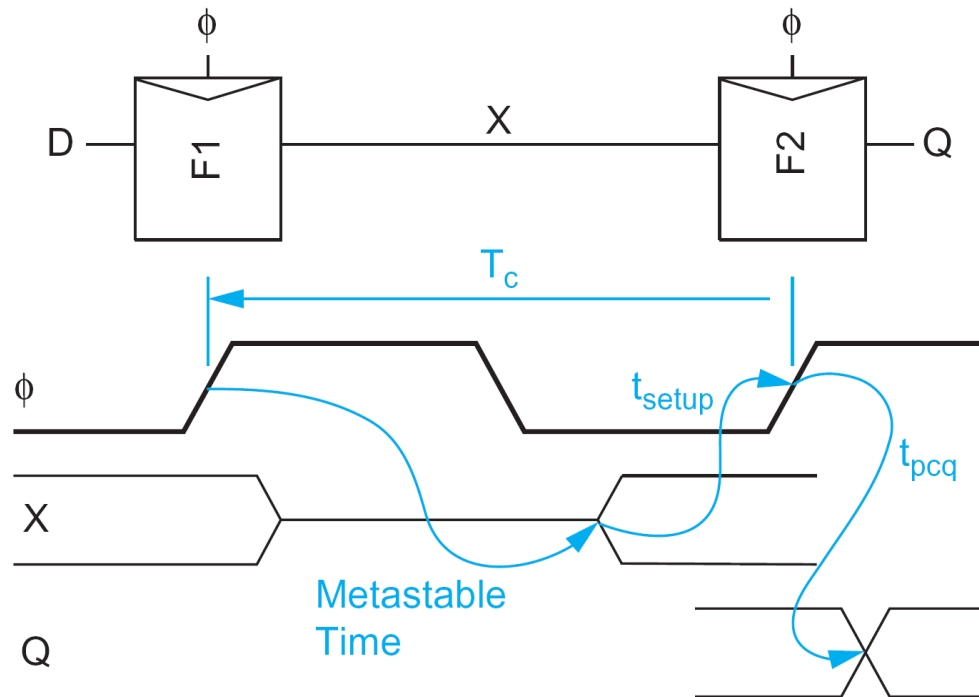 ϕ ϕ
D F1 X F2 Q
T_c
ϕ
t_setup
t_pcq
X
Metastable
Time
Q